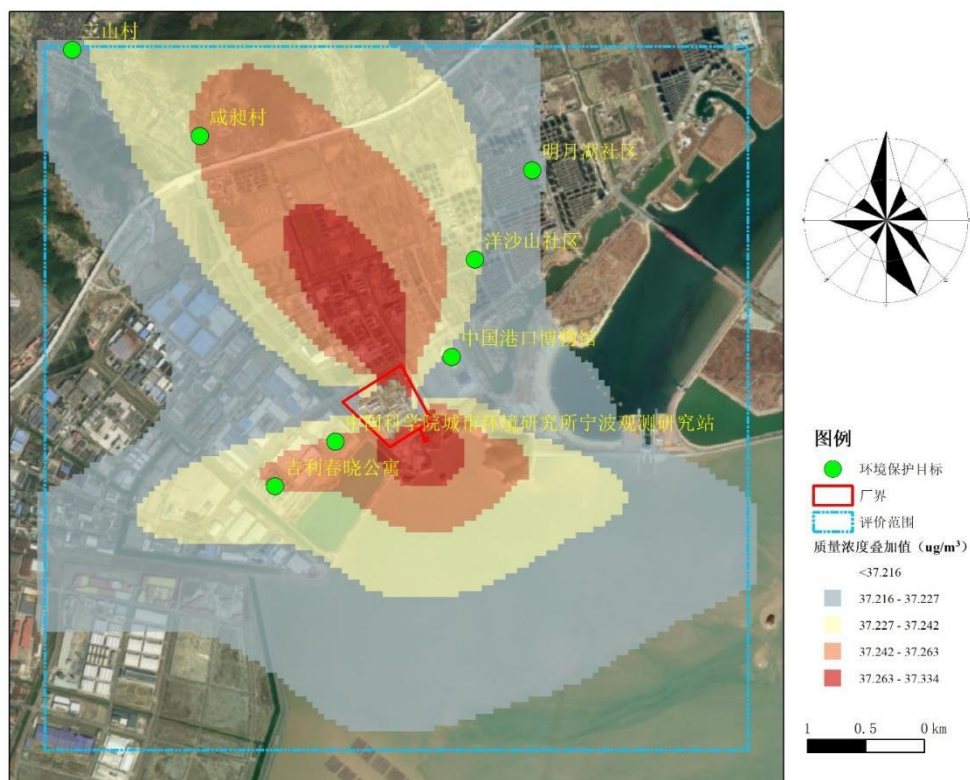 三山村
咸昶村
明月湖社区
洋沙山社区
中国港口博物馆
中国科学院城市环境研究所宁波观测研究站
吉利春晓公寓
图例
环境保护目标
厂界
评价范围
质量浓度叠加值（ug/m³）
<37.216
37.216 - 37.227
37.227 - 37.242
37.242 - 37.263
37.263 - 37.334
1 0.5 0 km